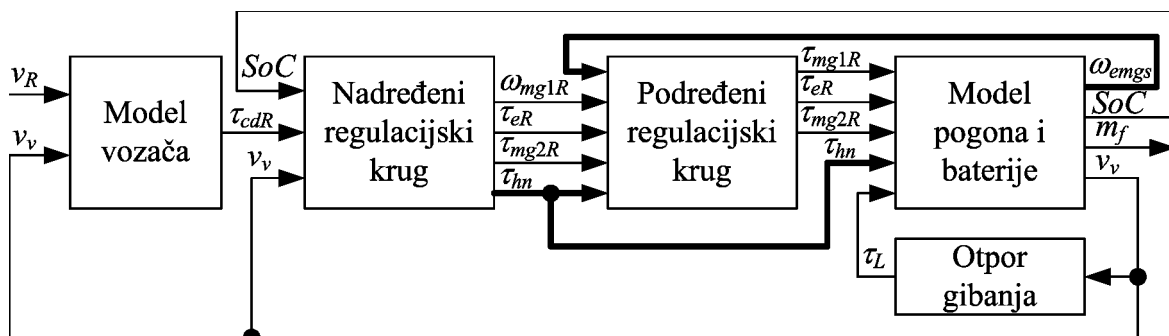 v_R
v_v
Model
vozača
τ_cdR
SoC
v_v
Nadređeni
regulacijski
krug
ω_mg1R
τ_eR
τ_mg2R
τ_hn
Podređeni
regulacijski
krug
τ_mg1R
τ_eR
τ_mg2R
τ_hn
τ_L
Model
pogona i
baterije
ω_emgs
SoC
m_f
v_v
Otpor
gibanja